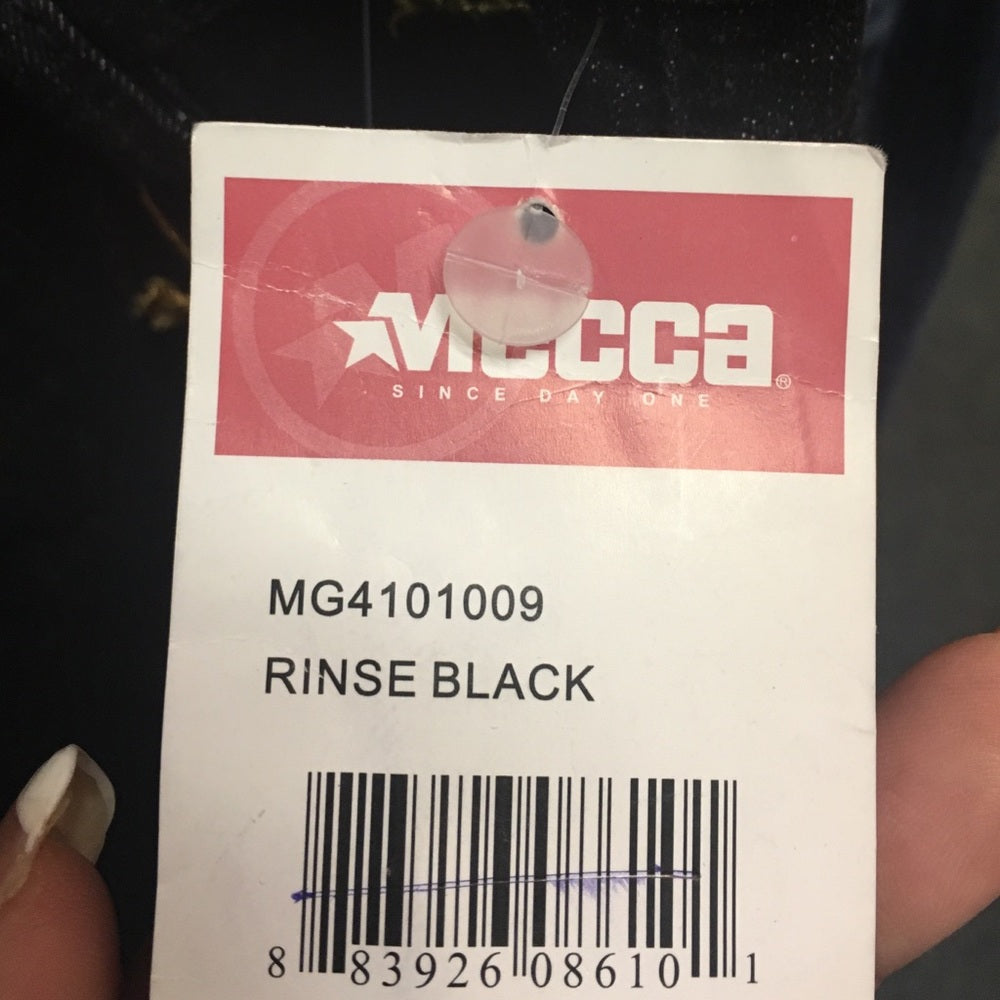 mecca®
SINCE DAY ONE
MG4101009
RINSE BLACK
8 83926 08610 1